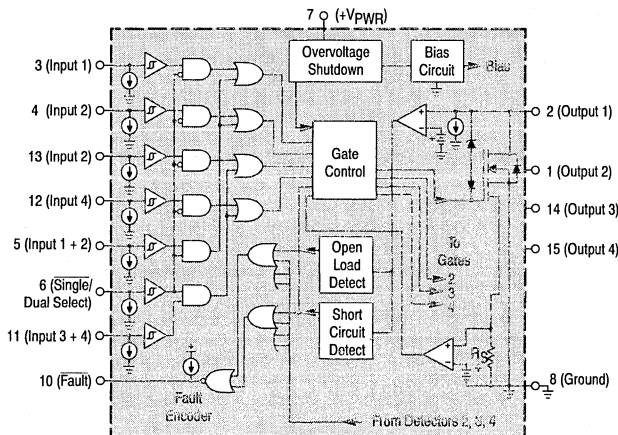 7 (+VPWR)
Overvoltage
Shutdown
Bias
Circuit
Bias
3 (Input 1)
4 (Input 2)
13 (Input 2)
12 (Input 4)
5 (Input 1 + 2)
6 (Single/
Dual Select)
11 (Input 3 + 4)
10 (Fault)
Gate
Control
Open
Load
Detect
Short
Circuit
Detect
Fault
Encoder
To
Gates
2
3
4
From Detectors 2, 3, 4
RS
2 (Output 1)
1 (Output 2)
14 (Output 3)
15 (Output 4)
8 (Ground)